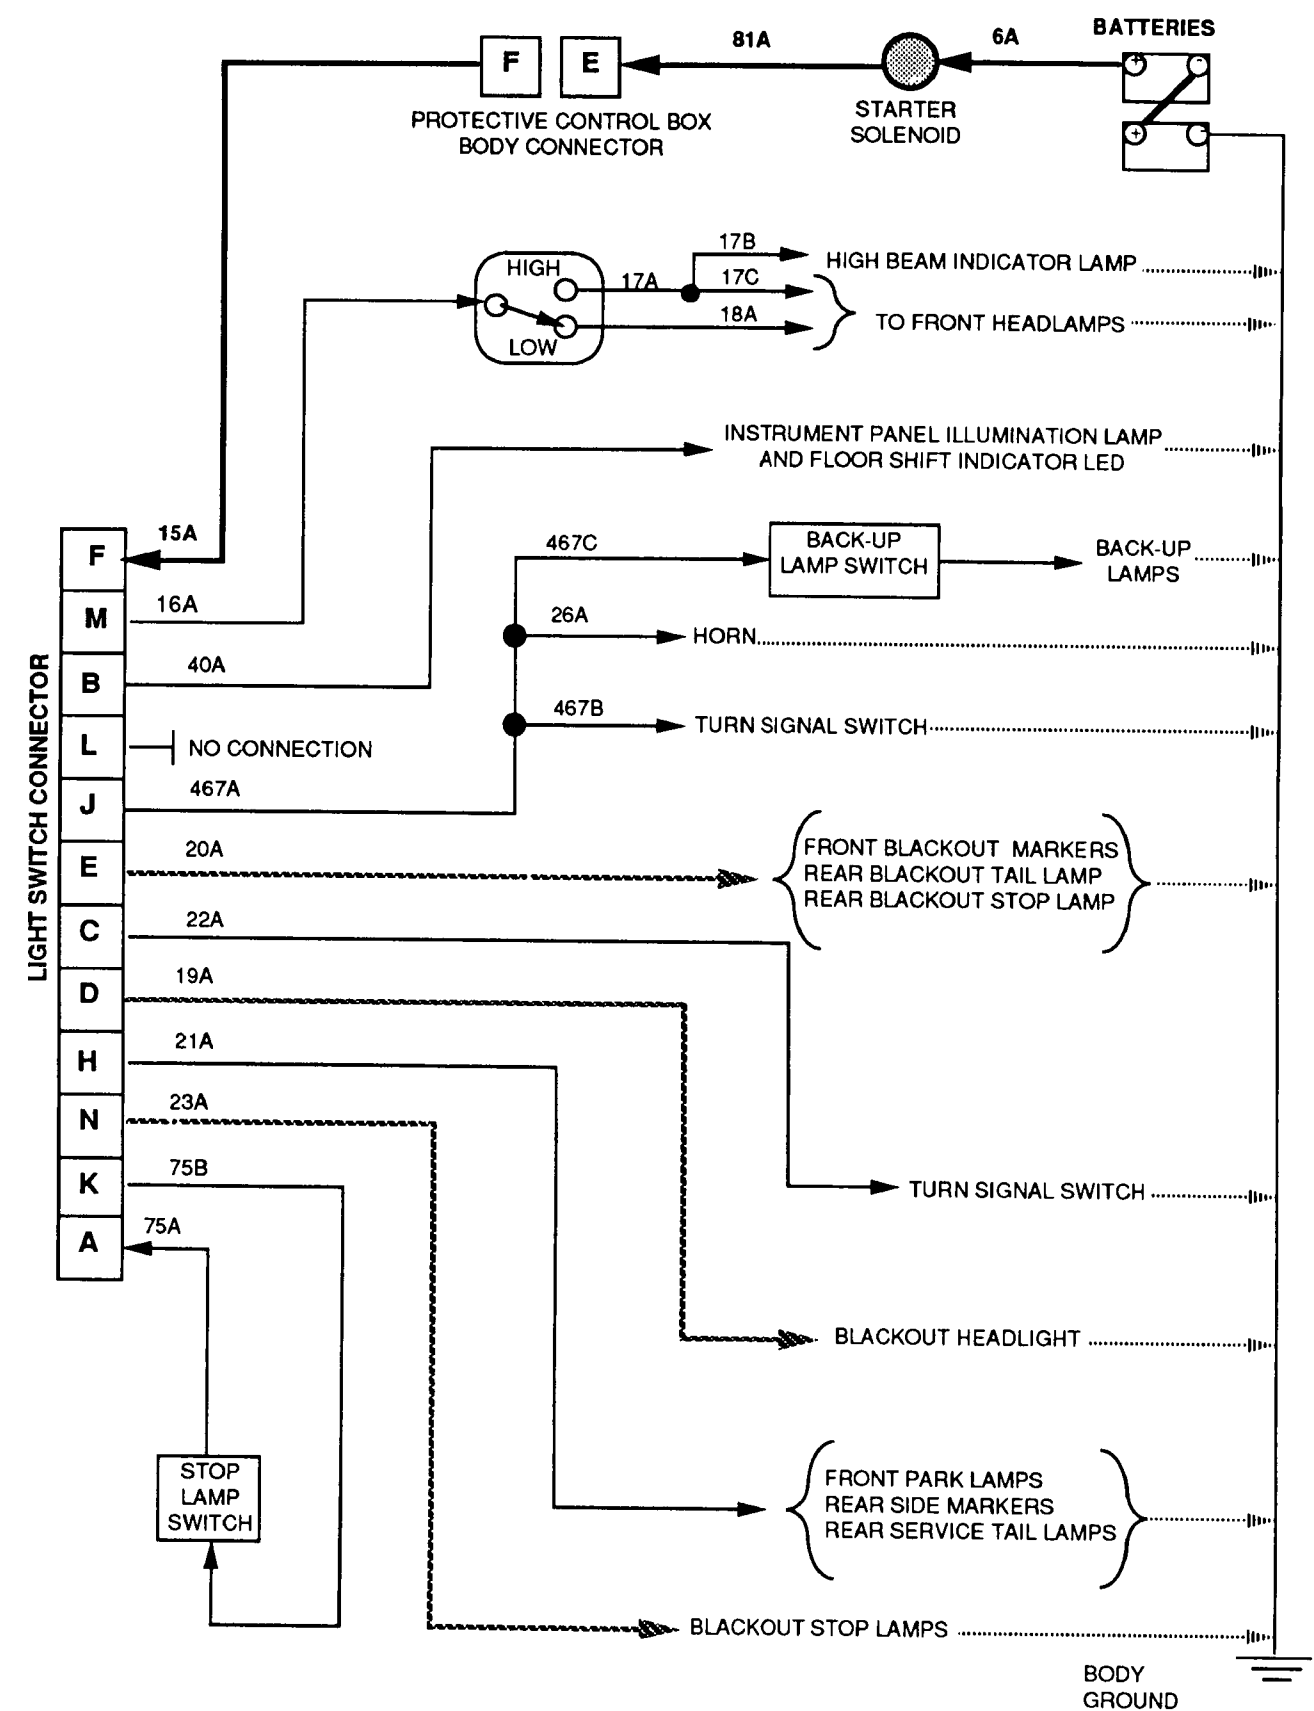 BATTERIES
81A
6A
F
E
+
-
+
-
STARTER
SOLENOID
PROTECTIVE CONTROL BOX
BODY CONNECTOR
17B
HIGH
17A
17C
HIGH BEAM INDICATOR LAMP
18A
TO FRONT HEADLAMPS
LOW
INSTRUMENT PANEL ILLUMINATION LAMP
AND FLOOR SHIFT INDICATOR LED
15A
F
467C
BACK-UP
LAMP SWITCH
BACK-UP
LAMPS
16A
M
26A
HORN
40A
B
467B
TURN SIGNAL SWITCH
L
NO CONNECTION
467A
J
LIGHT SWITCH CONNECTOR
20A
E
FRONT BLACKOUT MARKERS
REAR BLACKOUT TAIL LAMP
REAR BLACKOUT STOP LAMP
22A
C
19A
D
21A
H
23A
N
75B
K
TURN SIGNAL SWITCH
75A
A
BLACKOUT HEADLIGHT
STOP
LAMP
SWITCH
FRONT PARK LAMPS
REAR SIDE MARKERS
REAR SERVICE TAIL LAMPS
BLACKOUT STOP LAMPS
BODY
GROUND